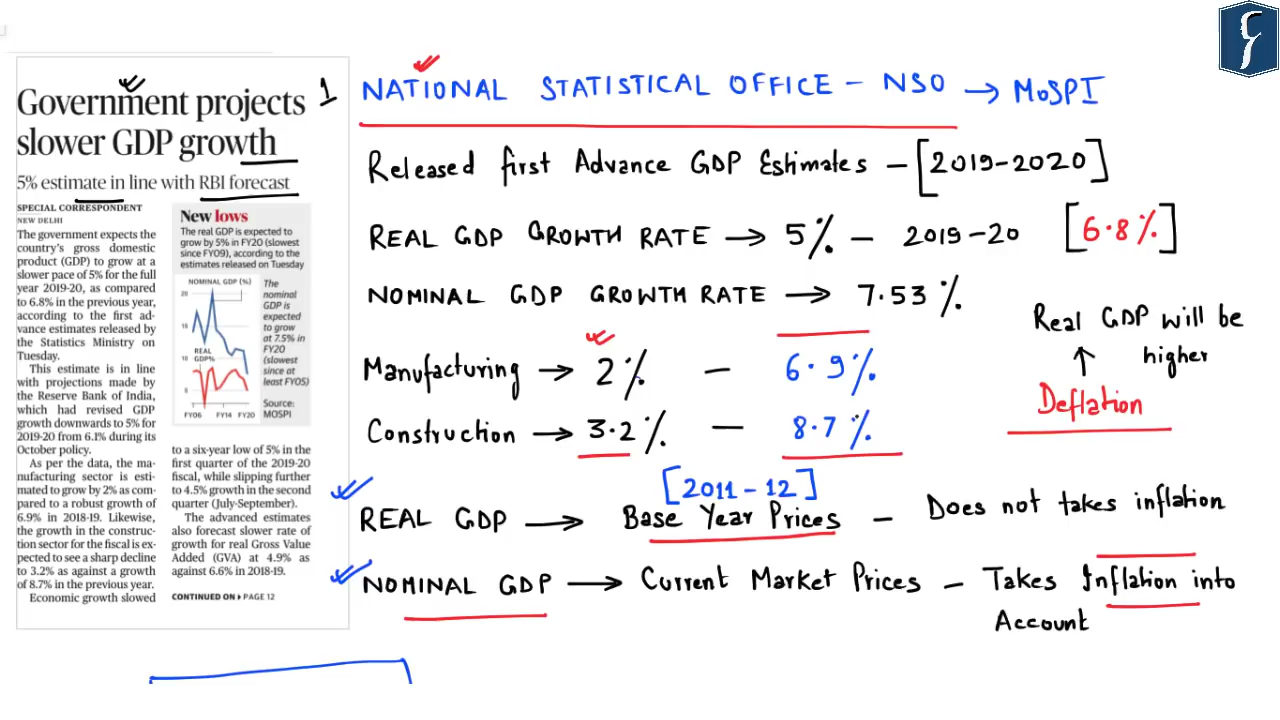 Government projects
slower GDP growth
5% estimate in line with RBI forecast
SPECIAL CORRESPONDENT
NEW DELHI
The government expects the
country's gross domestic
product (GDP) to grow at a
slower pace of 5% for the full
year 2019-20, as compared
to 6.8% in the previous year,
according to the first ad-
vance estimates released by
the Statistics Ministry on
Tuesday.
This estimate is in line
with projections made by
the Reserve Bank of India,
which had revised GDP
growth downwards to 5% for
2019-20 from 6.1% during its
October policy.
As per the data, the ma-
nufacturing sector is esti-
mated to grow by 2% as com-
pared to a robust growth of
6.9% in 2018-19. Likewise,
the growth in the construc-
tion sector for the fiscal is ex-
pected to see a sharp decline
to 3.2% as against a growth
of 8.7% in the previous year.
Economic growth slowed
New lows
The real GDP is expected to
grow by 5% in FY20 (slowest
since FY09), according to the
estimates released on Tuesday
NOMINAL GDP (%)
20
REAL
GDP%
10
FY06 FY14 FY20
The
nominal
GDP is
expected
to grow
at 7.5% in
FY20
(slowest
since at
least FY05)
Source:
MOSPI
to a six-year low of 5% in the
first quarter of the 2019-20
fiscal, while slipping further
to 4.5% growth in the second
quarter (July-September).
The advanced estimates
also forecast slower rate of
growth for real Gross Value
Added (GVA) at 4.9% as
against 6.6% in 2018-19.
CONTINUED ON ▸ PAGE 12
1 NATIONAL STATISTICAL OFFICE – NSO → MoSPI
Released first Advance GDP Estimates – [2019-2020]
REAL GDP GROWTH RATE → 5% – 2019-20 [6.8%]
NOMINAL GDP GROWTH RATE → 7.53%
Manufacturing → 2% – 6.9%
Construction → 3.2% – 8.7%
Real GDP will be
↑ higher
Deflation
[2011-12]
REAL GDP → Base Year Prices – Does not takes inflation
NOMINAL GDP → Current Market Prices – Takes Inflation into
Account